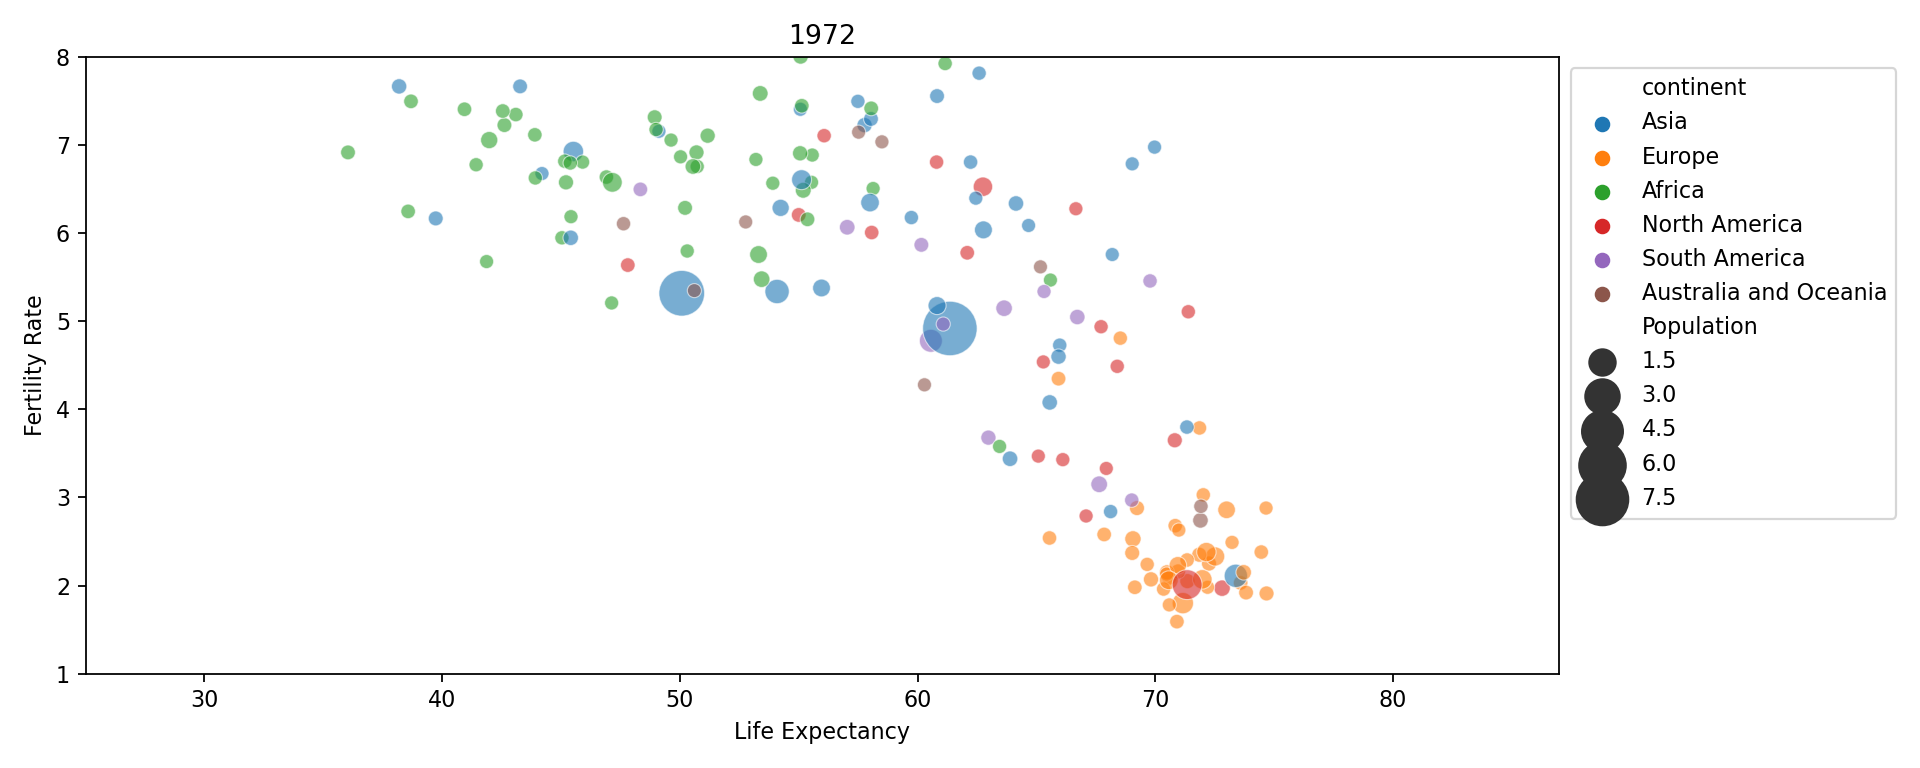 1972
8
7
6
5
4
3
2
1
Fertility Rate
30 40 50 60 70 80
Life Expectancy
continent
Asia
Europe
Africa
North America
South America
Australia and Oceania
Population
1.5
3.0
4.5
6.0
7.5